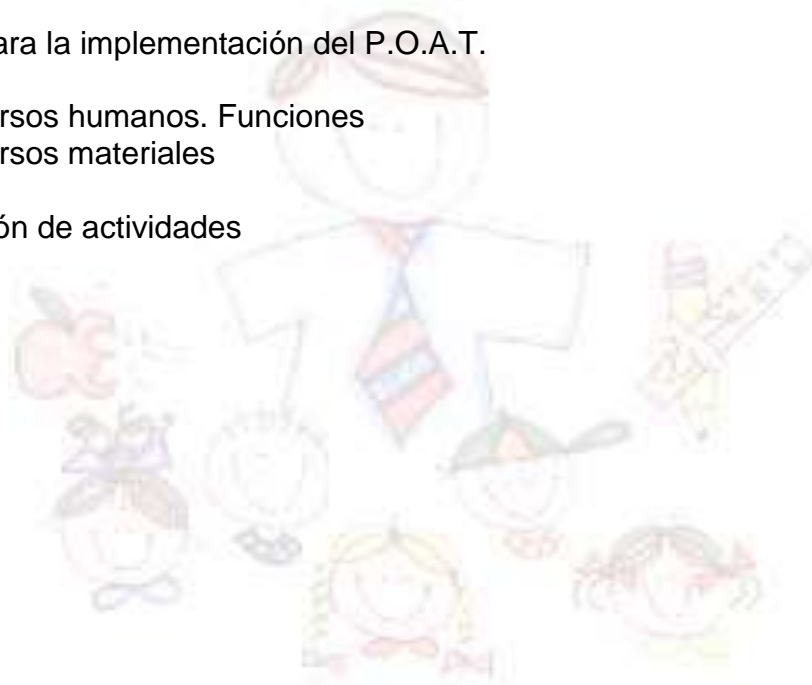 ara la implementación del P.O.A.T.
rsos humanos. Funciones
rsos materiales
ón de actividades